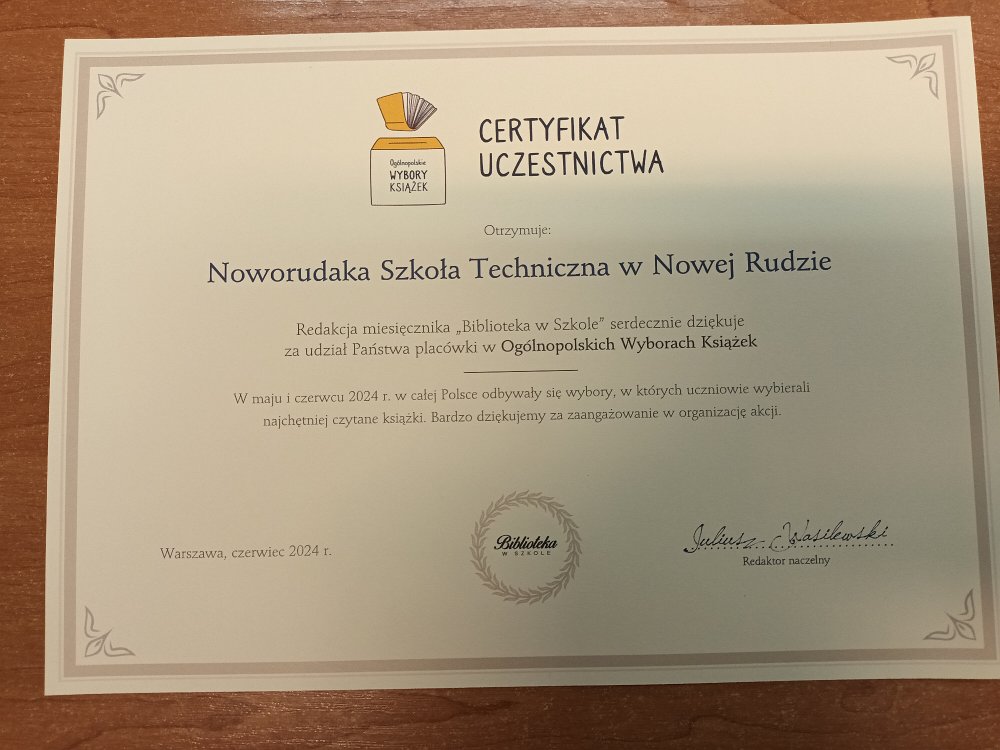 Ogólnopolskie
WYBORY
KSIĄŻEK
CERTYFIKAT
UCZESTNICTWA
Otrzymuje:
Noworudaka Szkoła Techniczna w Nowej Rudzie
Redakcja miesięcznika „Biblioteka w Szkole” serdecznie dziękuje
za udział Państwa placówki w Ogólnopolskich Wyborach Książek
W maju i czerwcu 2024 r. w całej Polsce odbywały się wybory, w których uczniowie wybierali
najchętniej czytane książki. Bardzo dziękujemy za zaangażowanie w organizację akcji.
Warszawa, czerwiec 2024 r.
Biblioteka
W SZKOLE
Juliusz Wasilewski
Redaktor naczelny